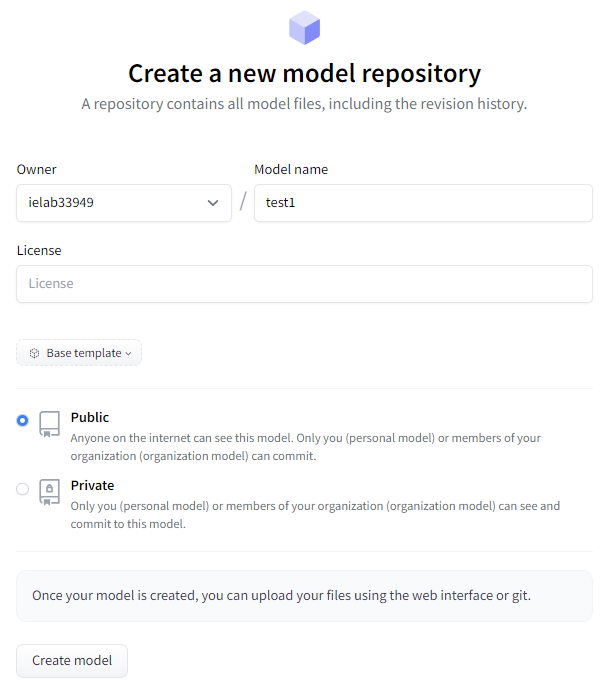 Create a new model repository
A repository contains all model files, including the revision history.
Owner
Model name
ielab33949
/
test1
License
License
Base template
Public
Anyone on the internet can see this model. Only you (personal model) or members of your
organization (organization model) can commit.
Private
Only you (personal model) or members of your organization (organization model) can see and
commit to this model.
Once your model is created, you can upload your files using the web interface or git.
Create model